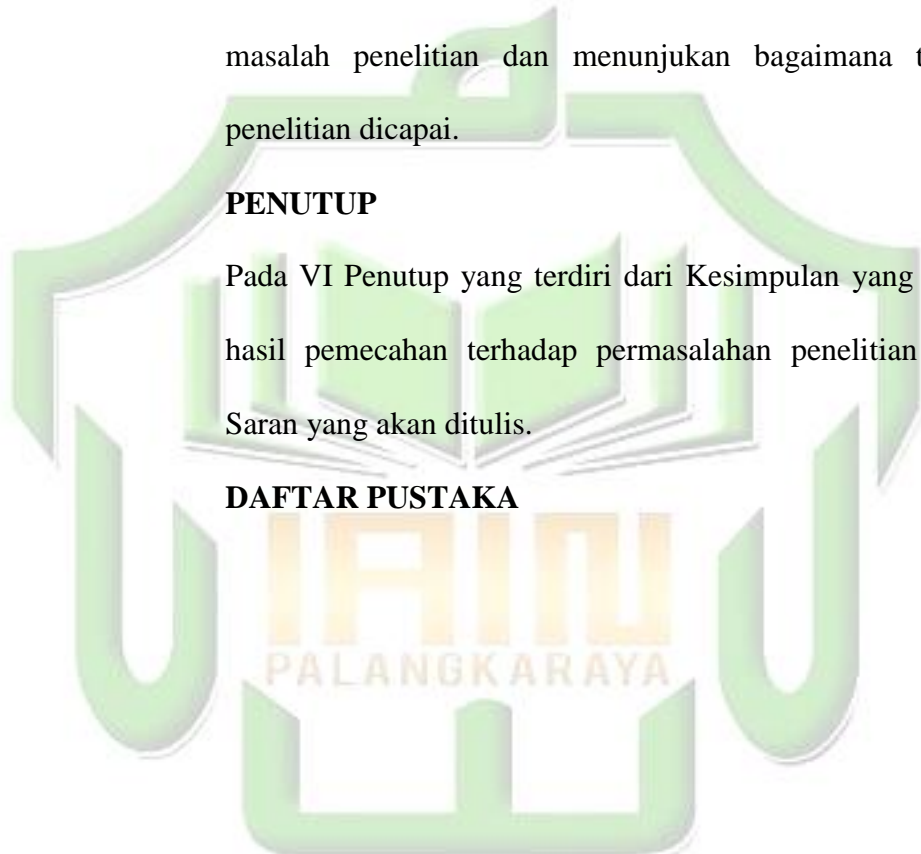 masalah penelitian dan menunjukan bagaimana t
penelitian dicapai.
PENUTUP
Pada VI Penutup yang terdiri dari Kesimpulan yang
hasil pemecahan terhadap permasalahan penelitian
Saran yang akan ditulis.
DAFTAR PUSTAKA
IAIN
PALANGKARAYA